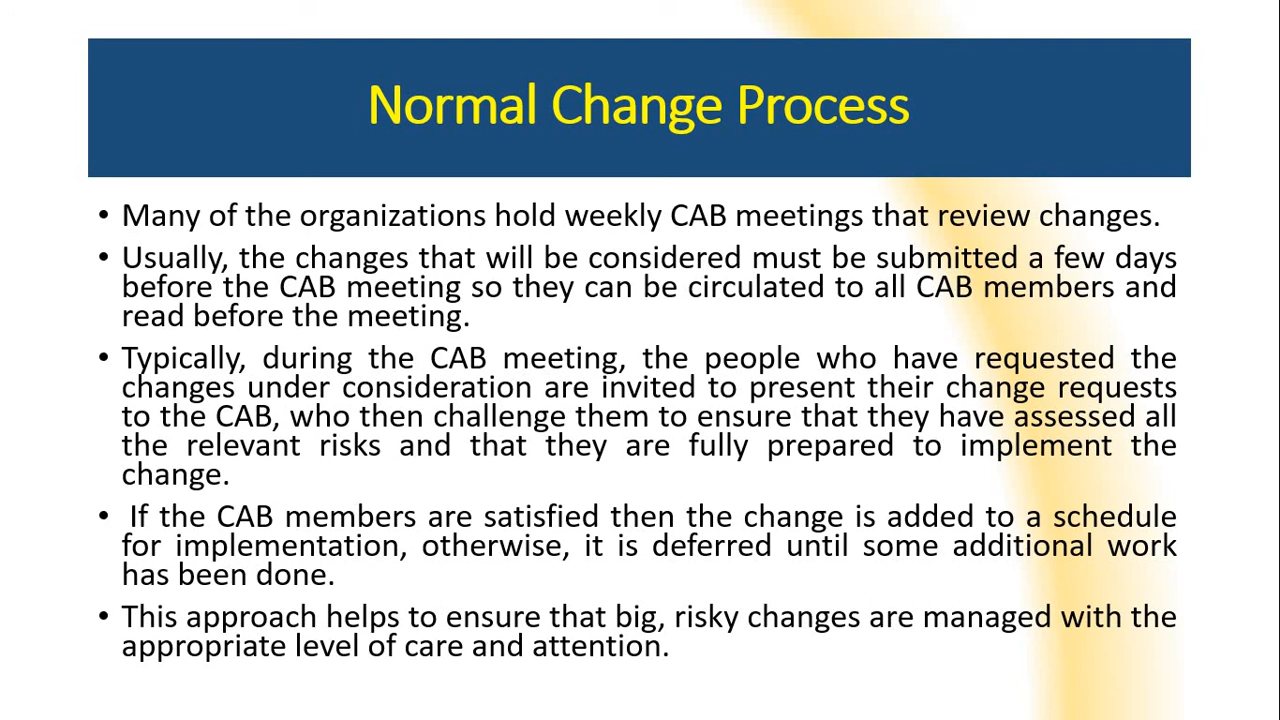 Normal Change Process
• Many of the organizations hold weekly CAB meetings that review changes.
• Usually, the changes that will be considered must be submitted a few days
before the CAB meeting so they can be circulated to all CAB members and
read before the meeting.
• Typically, during the CAB meeting, the people who have requested the
changes under consideration are invited to present their change requests
to the CAB, who then challenge them to ensure that they have assessed all
the relevant risks and that they are fully prepared to implement the
change.
• If the CAB members are satisfied then the change is added to a schedule
for implementation, otherwise, it is deferred until some additional work
has been done.
• This approach helps to ensure that big, risky changes are managed with the
appropriate level of care and attention.